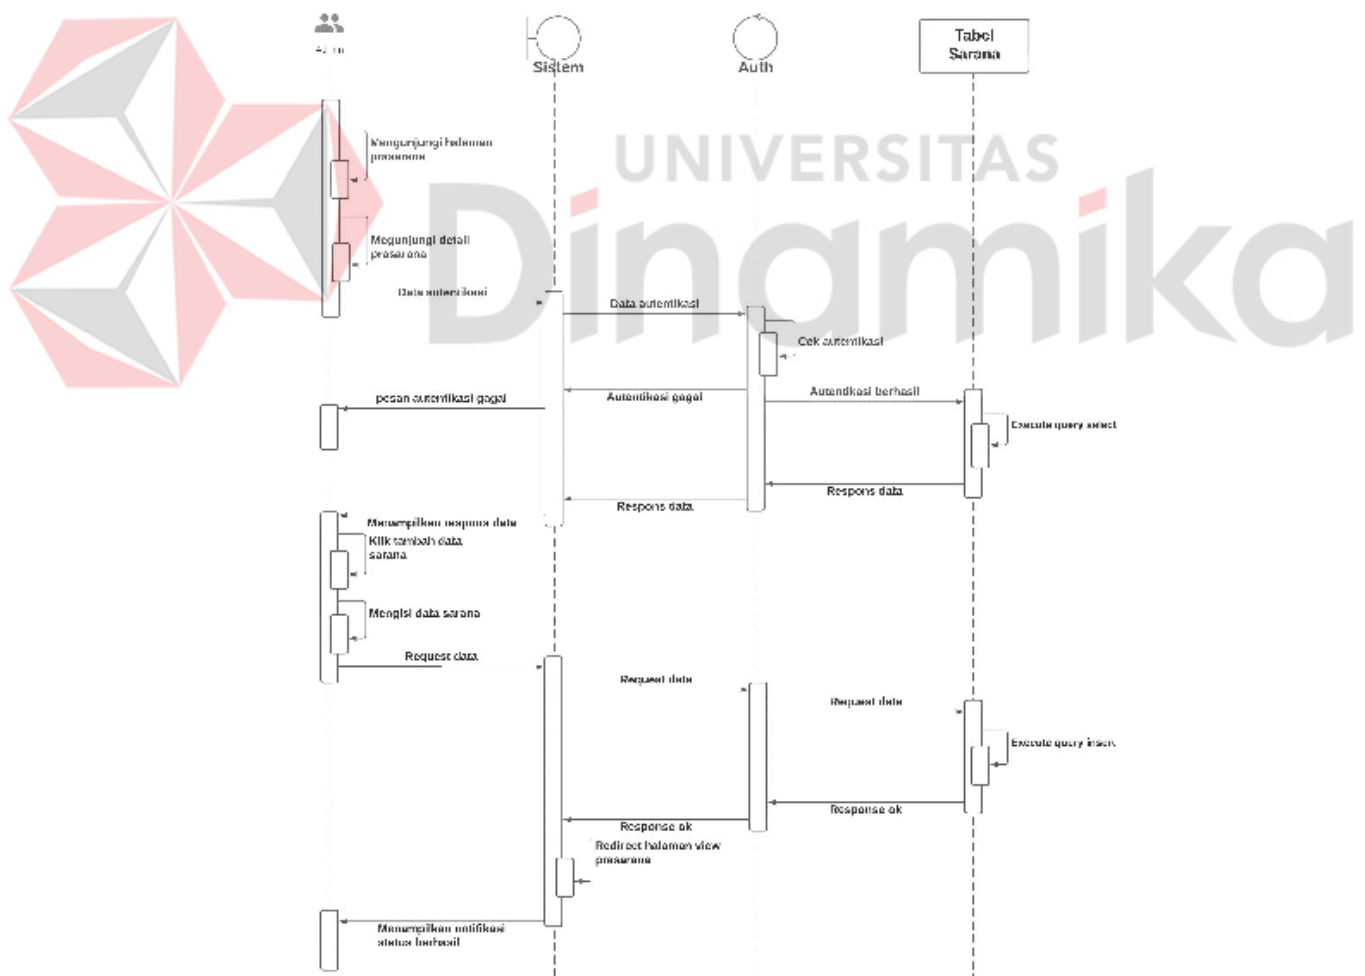 Admin
Sistem
Auth
Tabel
Sarana
UNIVERSITAS
Dinamika
Mengunjungi halaman
prasarana
Megunjungi detail
prasarana
Data autentikasi
Data autentikasi
Cek autentikasi
pesan autentikasi gagal
Autentikasi gagal
Autentikasi berhasil
Execute query select
Respons data
Respons data
Menampilkan respons data
Klik tambah data
sarana
Mengisi data sarana
Request data
Request data
Request data
Execute query insert
Response ok
Response ok
Redirect halaman view
prasarana
Menampilkan notifikasi
status berhasil